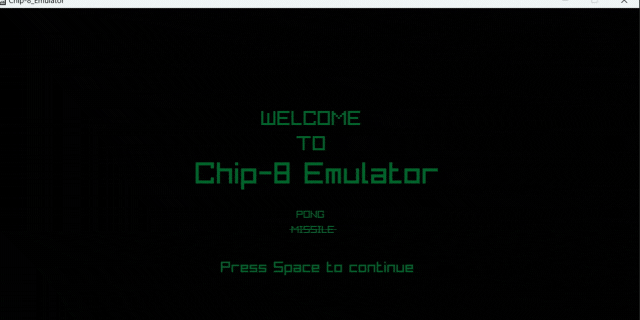 Chip-8_Emulator
WELCOME
TO
Chip-8 Emulator
PONG
MISSILE
Press Space to continue